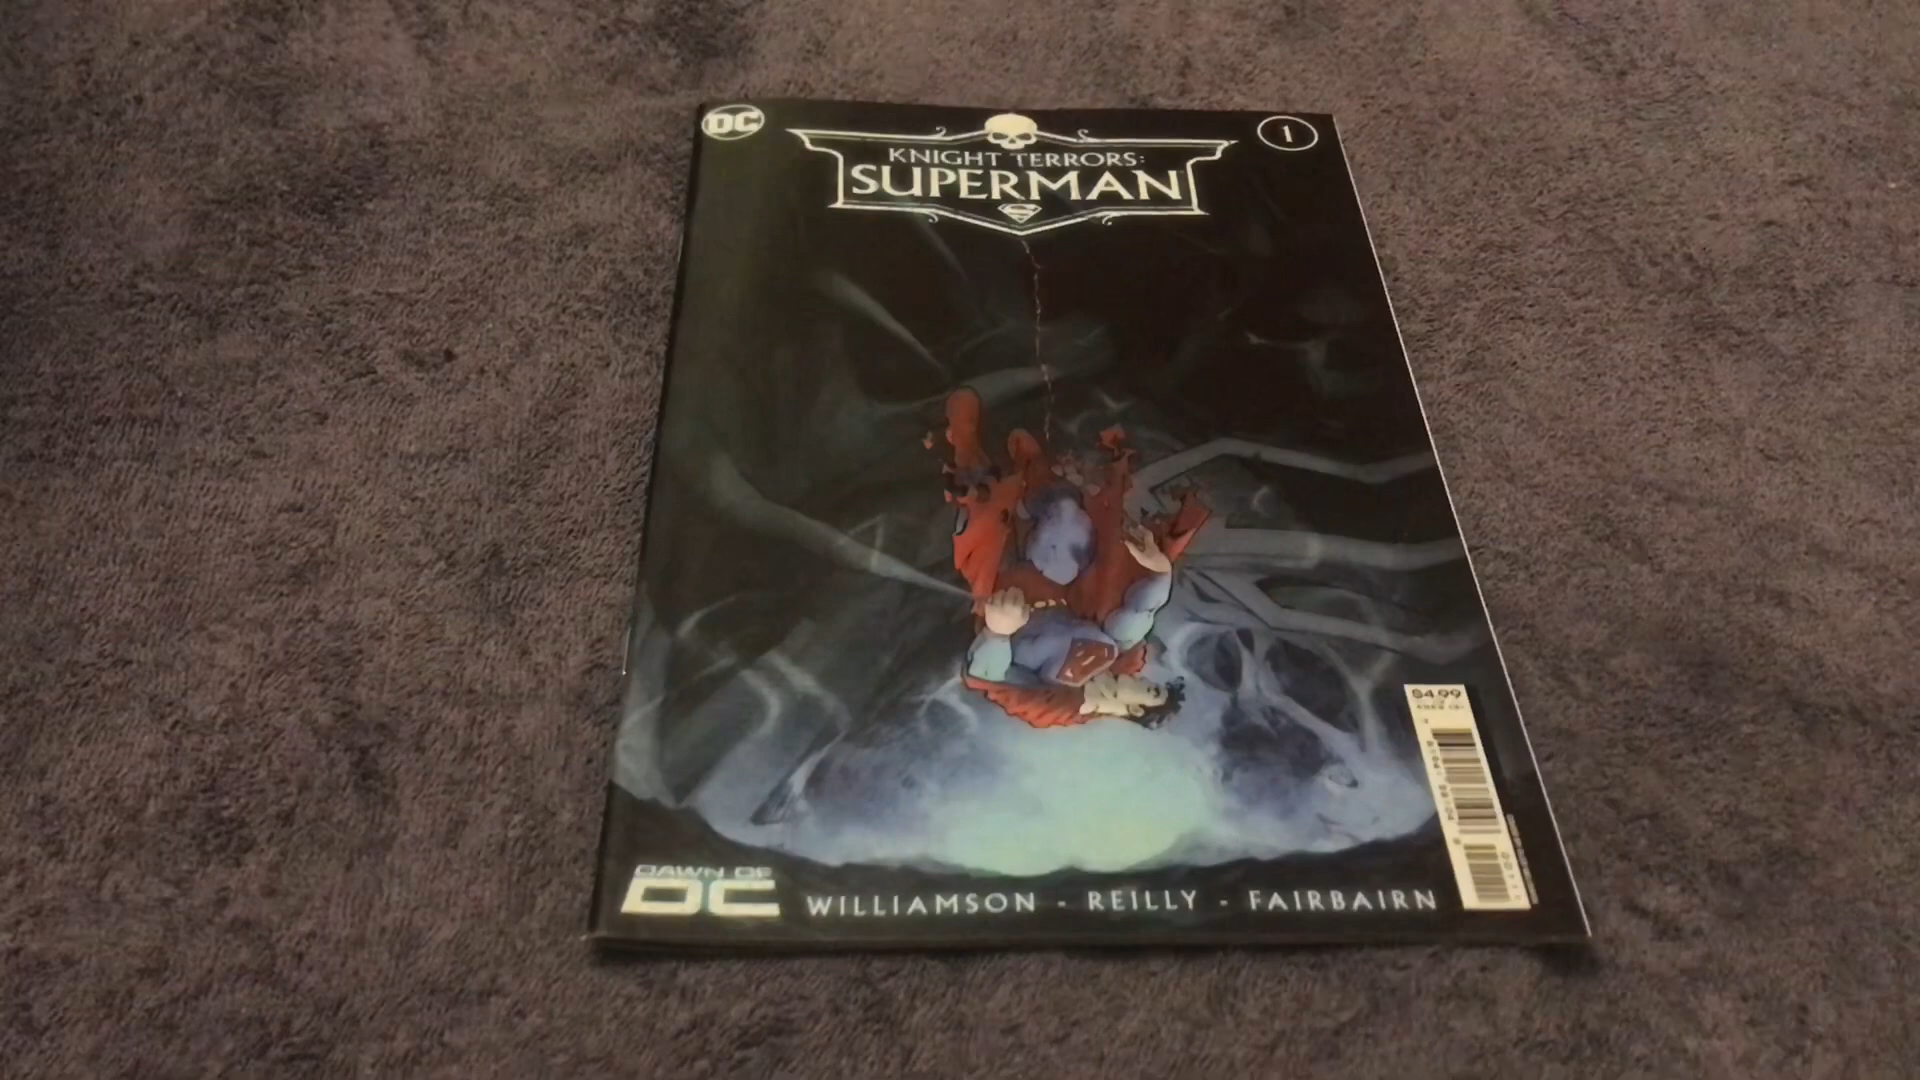 DC
1
KNIGHT TERRORS:
SUPERMAN
$4.99
DAWN OF
DC
WILLIAMSON - REILLY - FAIRBAIRN